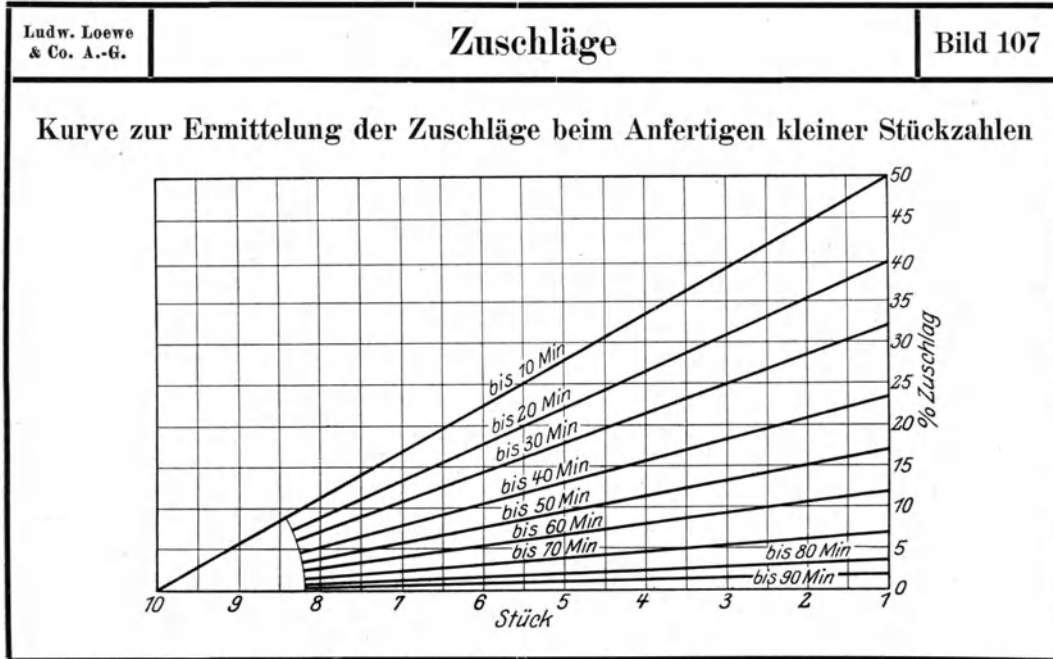 Ludw. Loewe
& Co. A.-G.
Zuschläge
Bild 107
Kurve zur Ermittelung der Zuschläge beim Anfertigen kleiner Stückzahlen
50
45
40
35
30
25
20
15
10
5
0
% Zuschlag
bis 10 Min
bis 20 Min
bis 30 Min
bis 40 Min
bis 50 Min
bis 60 Min
bis 70 Min
bis 80 Min
bis 90 Min
10 9 8 7 6 5 4 3 2 1
Stück